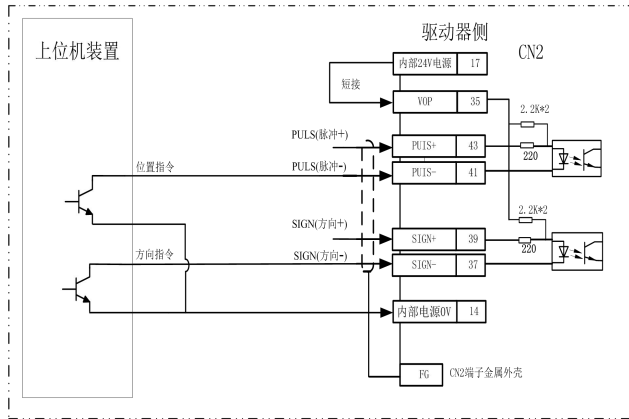 上位机装置
驱动器侧
CN2
内部24V电源 17
短接
VOP 35
2.2K*2
PULS(脉冲+)
PUIS+ 43
220
位置指令
PULS(脉冲-)
PUIS- 41
2.2K*2
SIGN(方向+)
SIGN+ 39
220
方向指令
SIGN(方向-)
SIGN- 37
内部电源0V 14
FG
CN2端子金属外壳